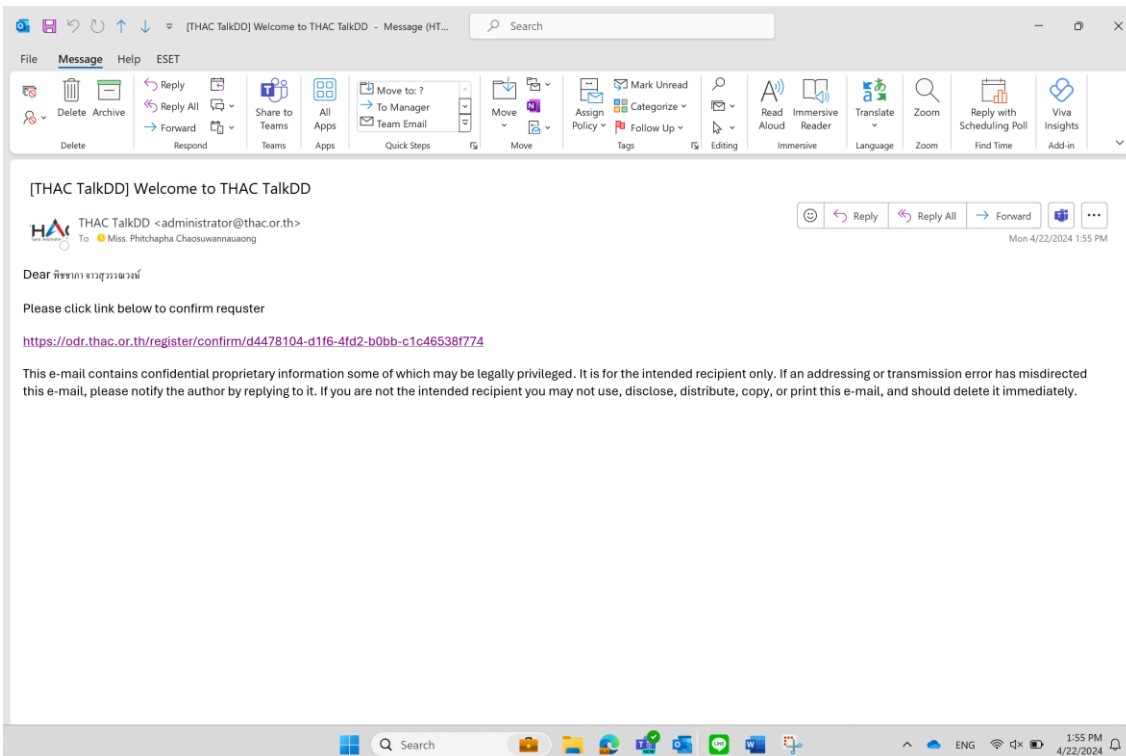 [THAC TalkDD] Welcome to THAC TalkDD - Message (HT...
Search
File Message Help ESET
Delete Archive
Reply
Reply All
Forward
Share to Teams
All Apps
Move to: ?
To Manager
Team Email
Move
Assign Policy
Mark Unread
Categorize
Follow Up
Read Aloud
Immersive Reader
Translate
Zoom
Reply with Scheduling Poll
Viva Insights
Delete Respond Teams Apps Quick Steps Move Tags Editing Immersive Language Zoom Find Time Add-in
[THAC TalkDD] Welcome to THAC TalkDD
THAC TalkDD <administrator@thac.or.th>
To Miss. Phitchapha Chaosuwannauaong
Reply Reply All Forward
Mon 4/22/2024 1:55 PM
Dear พิชชาภา จาวสุวรรณวงษ์
Please click link below to confirm requster
https://odr.thac.or.th/register/confirm/d4478104-d1f6-4fd2-b0bb-c1c46538f774
This e-mail contains confidential proprietary information some of which may be legally privileged. It is for the intended recipient only. If an addressing or transmission error has misdirected
this e-mail, please notify the author by replying to it. If you are not the intended recipient you may not use, disclose, distribute, copy, or print this e-mail, and should delete it immediately.
Search
ENG
1:55 PM
4/22/2024